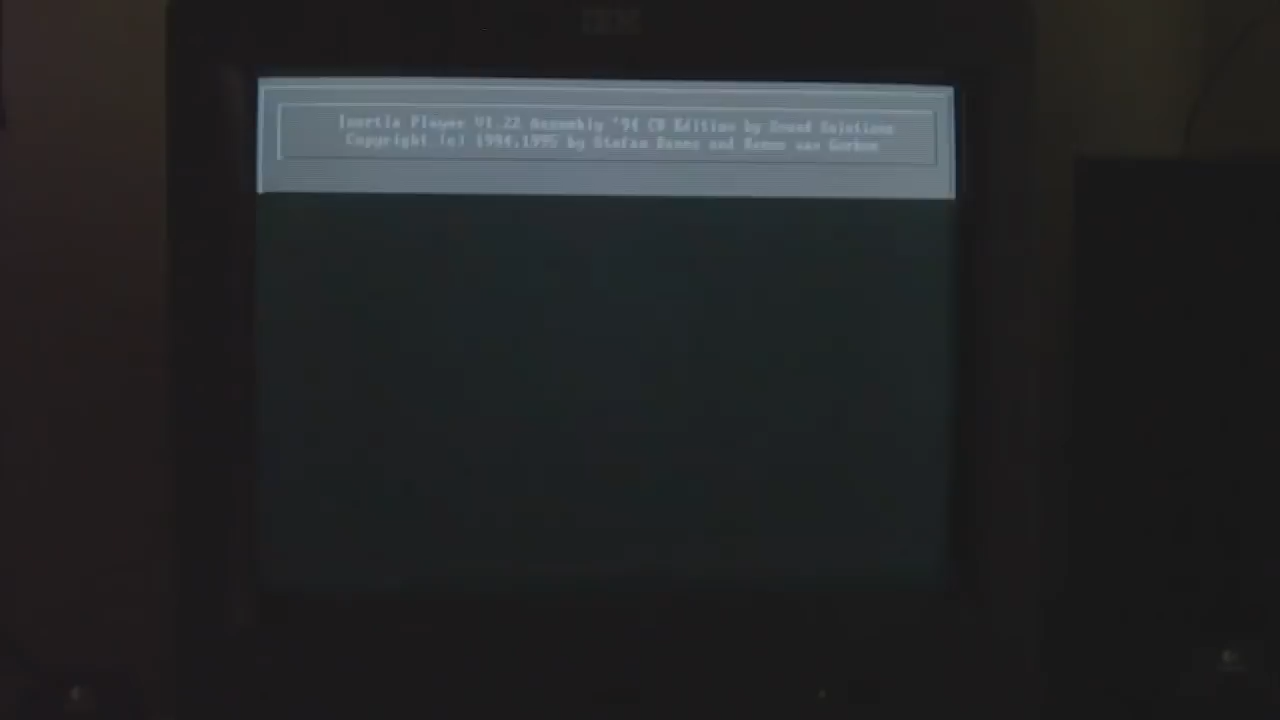 IBM
Inertia Player V1.22 Assembly '94 CD Edition by Sound Solutions
Copyright (c) 1994,1995 by Stefan Danes and Ramon van Gorkom